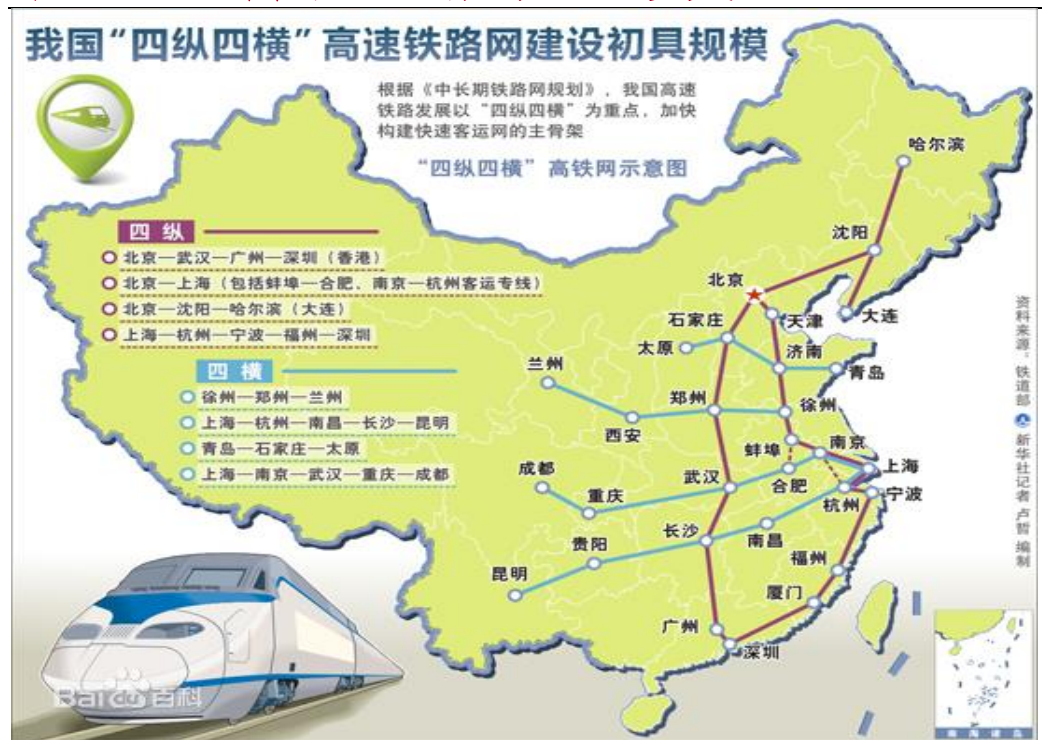 我国“四纵四横”高速铁路网建设初具规模
根据《中长期铁路网规划》，我国高速
铁路发展以“四纵四横”为重点，加快
构建快速客运网的主骨架
“四纵四横”高铁网示意图
四 纵
北京—武汉—广州—深圳（香港）
北京—上海（包括蚌埠—合肥、南京—杭州客运专线）
北京—沈阳—哈尔滨（大连）
上海—杭州—宁波—福州—深圳
四 横
徐州—郑州—兰州
上海—杭州—南昌—长沙—昆明
青岛—石家庄—太原
上海—南京—武汉—重庆—成都
哈尔滨
沈阳
北京
大连
天津
石家庄
太原
济南
青岛
兰州
郑州
徐州
西安
南京
蚌埠
上海
成都
武汉
合肥
宁波
重庆
杭州
长沙
南昌
贵阳
福州
昆明
厦门
广州
深圳
资料来源：铁道部
新华社记者 卢哲 编制
南海诸岛
Baidu百科